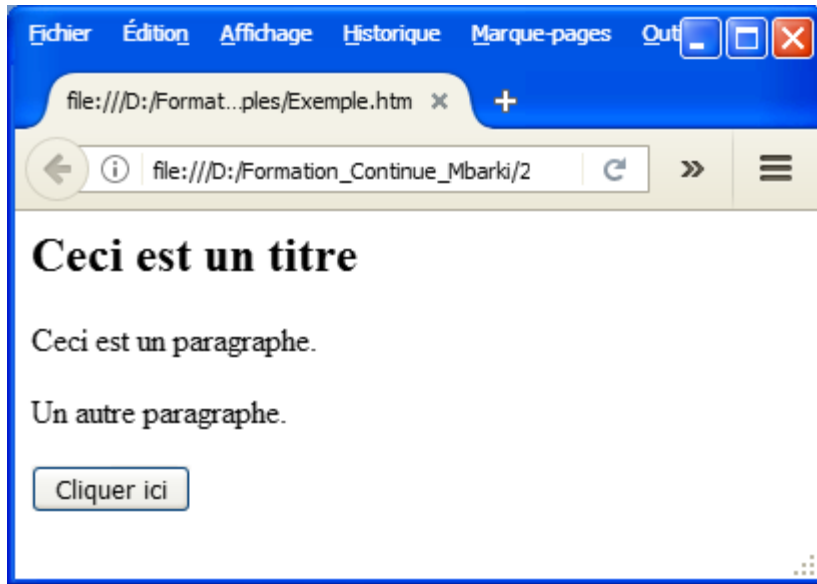 Fichier Édition Affichage Historique Marque-pages Out
file:///D:/Format...ples/Exemple.htm
file:///D:/Formation_Continue_Mbarki/2
Ceci est un titre
Ceci est un paragraphe.
Un autre paragraphe.
Cliquer ici